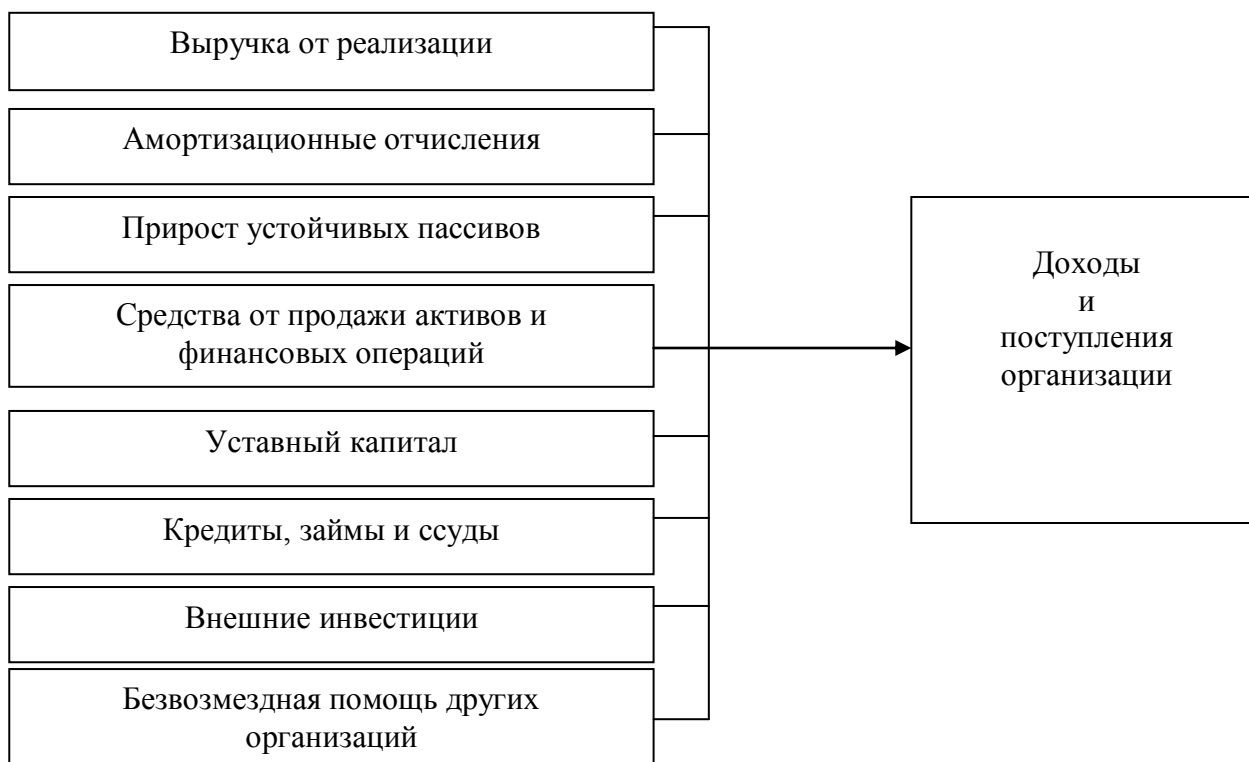 Выручка от реализации
Амортизационные отчисления
Прирост устойчивых пассивов
Средства от продажи активов и
финансовых операций
Уставный капитал
Кредиты, займы и ссуды
Внешние инвестиции
Безвозмездная помощь других
организаций
Доходы
и
поступления
организации